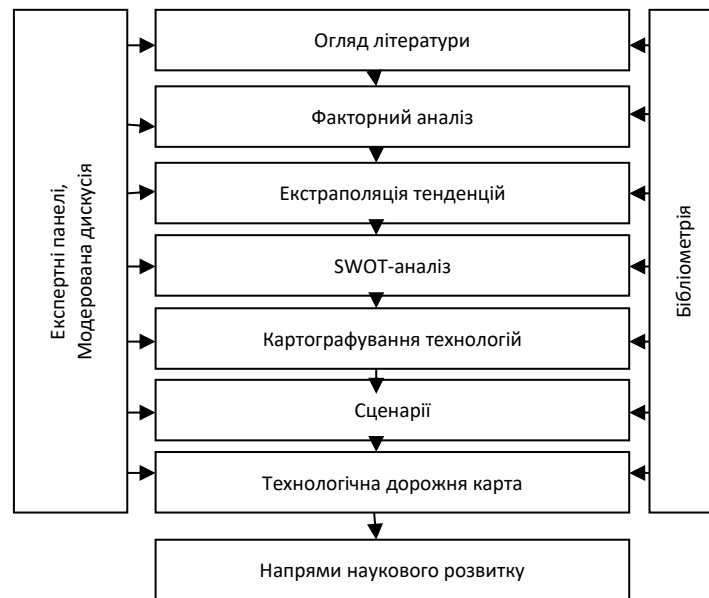 Експертні панелі,
Модерована дискусія
Огляд літератури
Факторний аналіз
Екстраполяція тенденцій
SWOT-аналіз
Картографування технологій
Сценарії
Технологічна дорожня карта
Напрями наукового розвитку
Бібліометрія